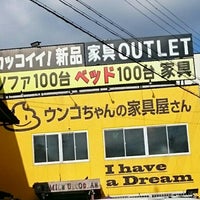 カッコイイ!新品 家具OUTLET
ソファ100台ベッド100台家具
ウンコちゃんの家具屋さん
I have
a Dream